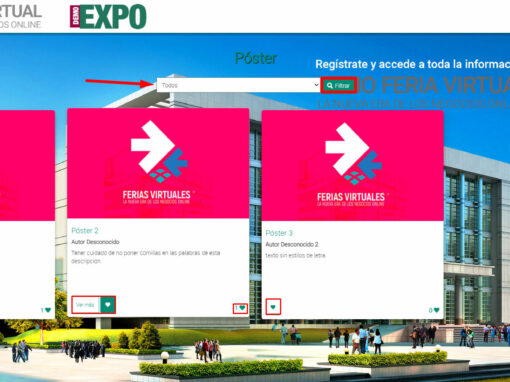 RTUAL
OS ONLINE
DEMO EXPO
Póster
Regístrate y accede a toda la informac
O FERIA VIRTUA
LA NUEVA ERA DE LOS NEGOCIOS ONL
Todos
Filtrar
FERIAS VIRTUALES
LA NUEVA ERA DE LOS NEGOCIOS ONLINE
Póster 2
Autor Desconocido
Tener cuidado de no poner comillas en las palabras de esta
descripcion.
Ver más
1
1
FERIAS VIRTUALES
LA NUEVA ERA DE LOS NEGOCIOS ONLINE
Póster 3
Autor Desconocido 2
texto sin estilos de letra
0